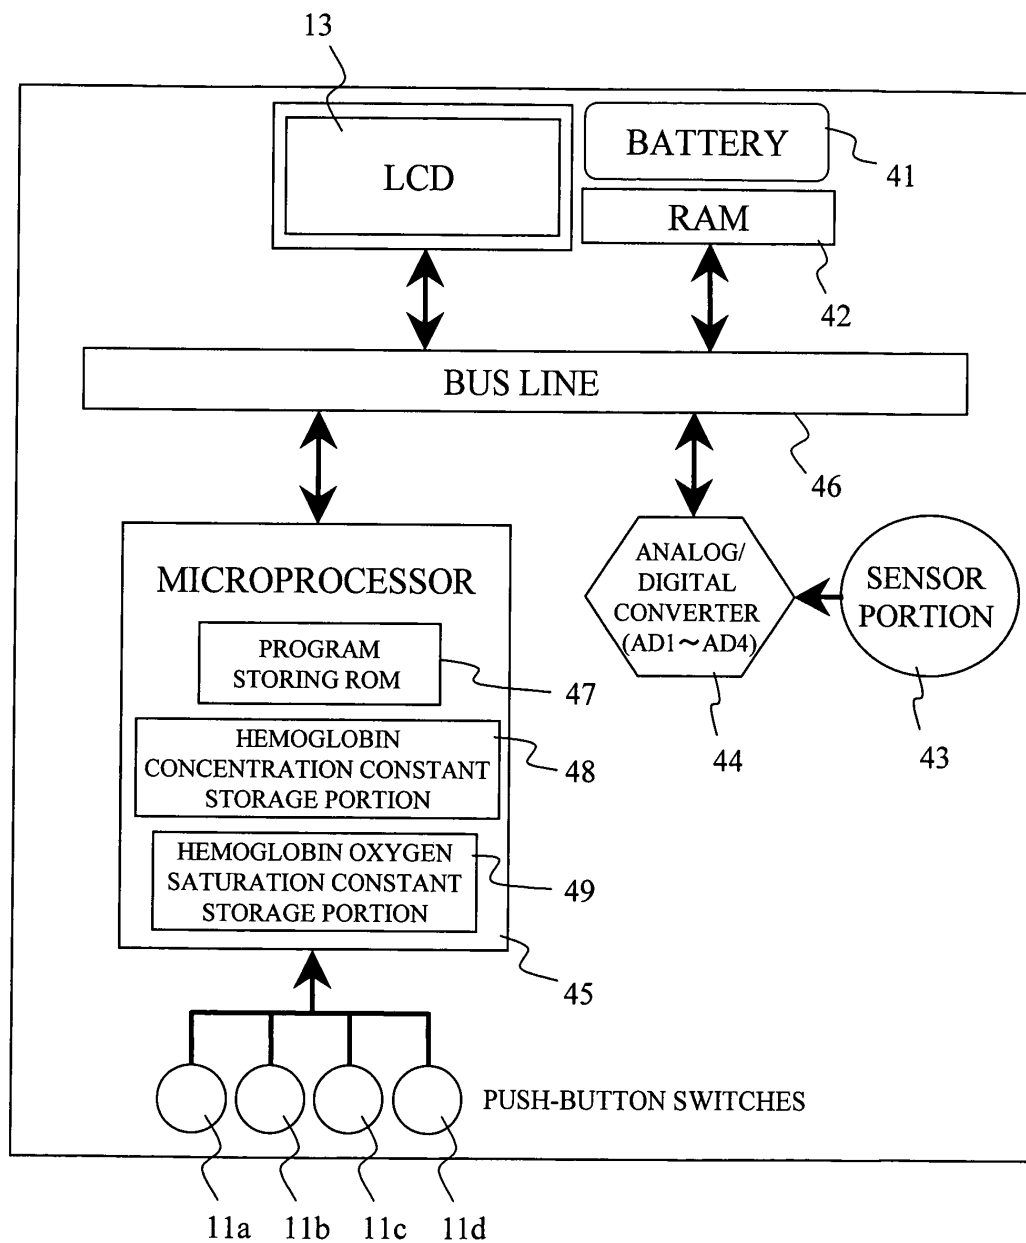 13
LCD
BATTERY
41
RAM
42
BUS LINE
46
MICROPROCESSOR
PROGRAM
STORING ROM
47
HEMOGLOBIN
CONCENTRATION CONSTANT
STORAGE PORTION
48
HEMOGLOBIN OXYGEN
SATURATION CONSTANT
STORAGE PORTION
49
45
ANALOG/
DIGITAL
CONVERTER
(AD1～AD4)
44
SENSOR
PORTION
43
PUSH-BUTTON SWITCHES
11a 11b 11c 11d